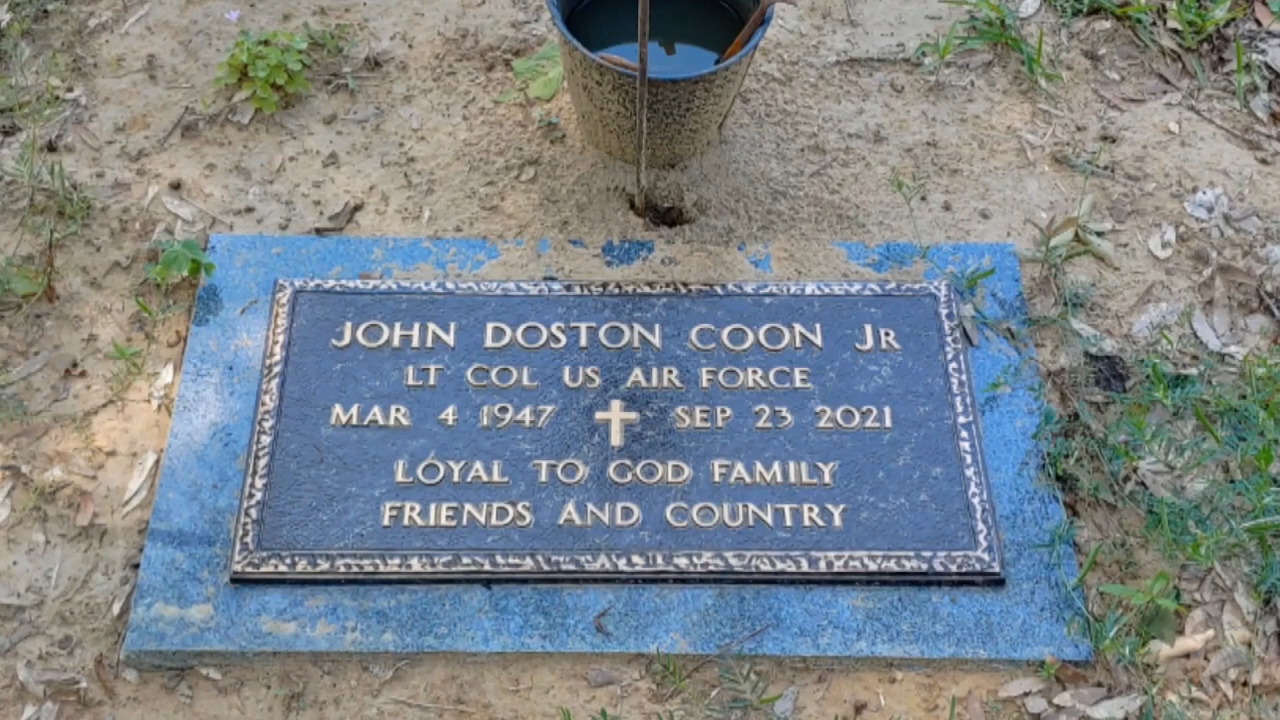 JOHN DOSTON COON JR
LT COL US AIR FORCE
MAR 4 1947 SEP 23 2021
LOYAL TO GOD FAMILY
FRIENDS AND COUNTRY